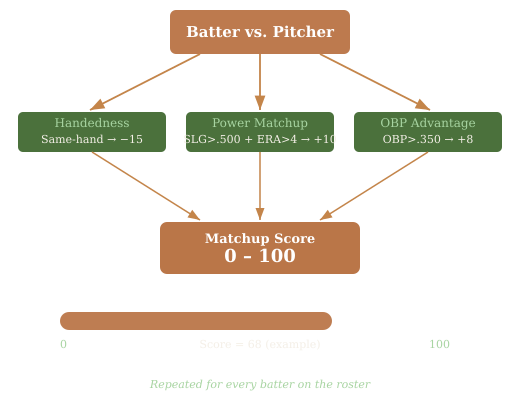 Batter vs. Pitcher
Handedness
Same-hand → −15
Power Matchup
SLG>.500 + ERA>4 → +10
OBP Advantage
OBP>.350 → +8
Matchup Score
0 – 100
0
Score = 68 (example)
100
Repeated for every batter on the roster